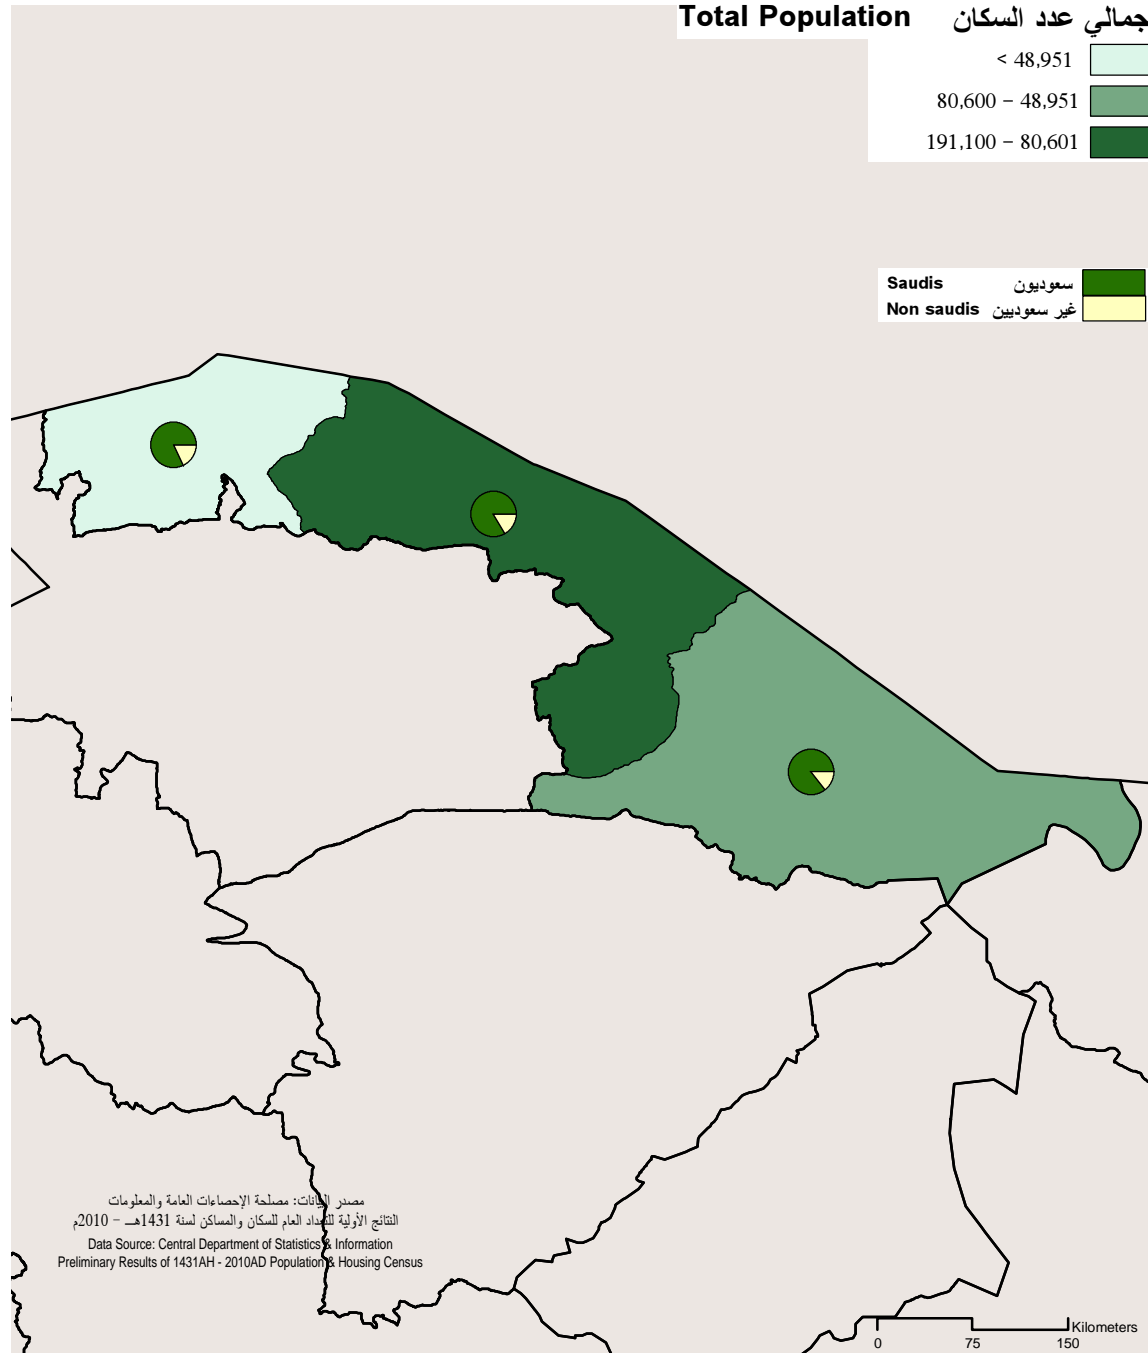 Total Population جمالي عدد السكان
< 48,951
80,600 – 48,951
191,100 – 80,601
Saudis سعوديون
Non saudis غير سعوديين
مصدر البيانات: مصلحة الإحصاءات العامة والمعلومات
النتائج الأولية للتعداد العام للسكان والمساكن لسنة 1431هـ – 2010م
Data Source: Central Department of Statistics & Information
Preliminary Results of 1431AH - 2010AD Population & Housing Census
Kilometers
0 75 150